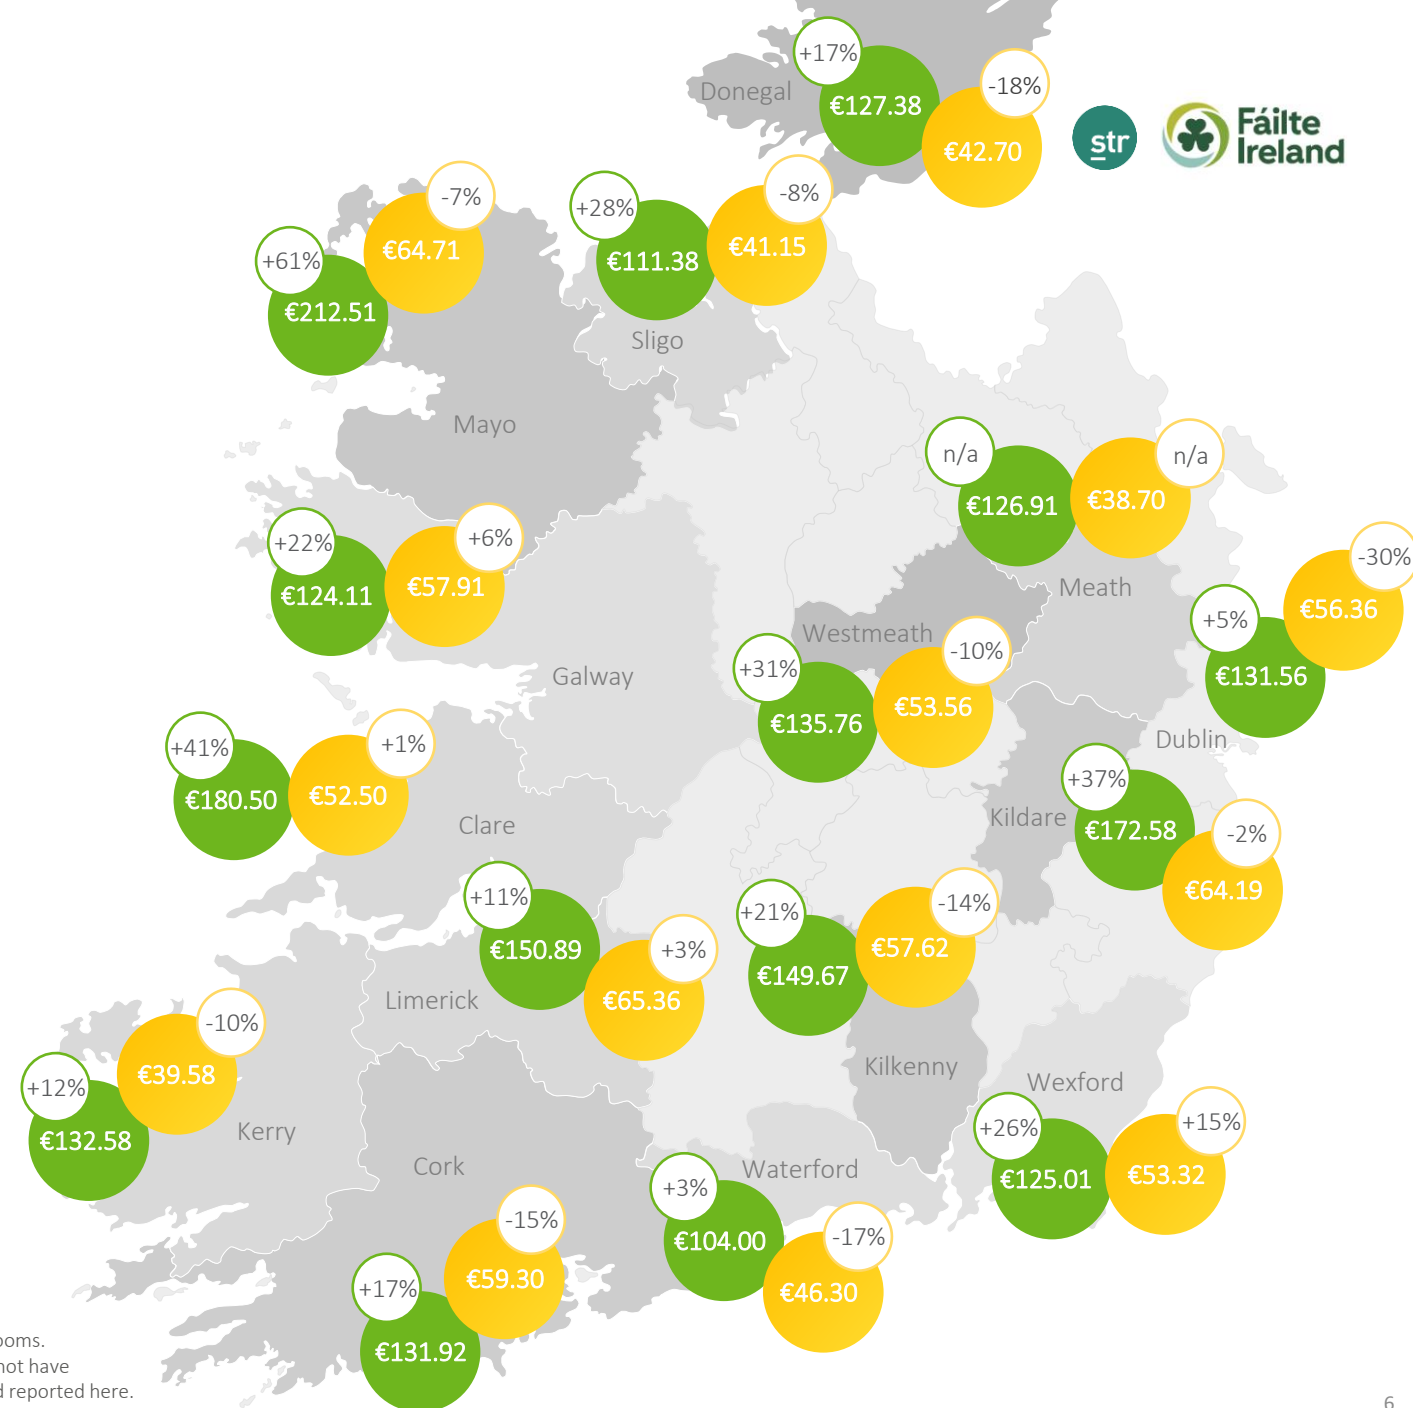 +17%
Donegal
€127.38
-18%
€42.70
str
Fáilte
Ireland
-7%
€64.71
+61%
€212.51
+28%
€111.38
-8%
€41.15
Sligo
Mayo
n/a
€126.91
n/a
€38.70
Meath
+22%
€124.11
+6%
€57.91
Galway
Westmeath
-10%
+31%
€135.76
€53.56
-30%
€56.36
+5%
€131.56
Dublin
+41%
€180.50
+1%
€52.50
Clare
+37%
€172.58
Kildare
-2%
€64.19
+11%
€150.89
+3%
€65.36
Limerick
+21%
€149.67
-14%
€57.62
Kilkenny
-10%
€39.58
+12%
€132.58
Kerry
Cork
Wexford
+26%
€125.01
+15%
€53.32
Waterford
+3%
€104.00
-17%
€46.30
-15%
€59.30
+17%
€131.92
not have
reported here.
6